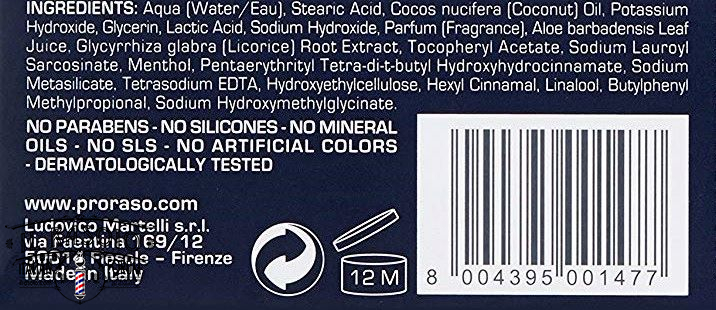 INGREDIENTS: Aqua (Water/Eau), Stearic Acid, Cocos nucifera (Coconut) Oil, Potassium
Hydroxide, Glycerin, Lactic Acid, Sodium Hydroxide, Parfum (Fragrance), Aloe barbadensis Leaf
Juice, Glycyrrhiza glabra (Licorice) Root Extract, Tocopheryl Acetate, Sodium Lauroyl
Sarcosinate, Menthol, Pentaerythrityl Tetra-di-t-butyl Hydroxyhydrocinnamate, Sodium
Metasilicate, Tetrasodium EDTA, Hydroxyethylcellulose, Hexyl Cinnamal, Linalool, Butylphenyl
Methylpropional, Sodium Hydroxymethylglycinate.
NO PARABENS - NO SILICONES - NO MINERAL
OILS - NO SLS - NO ARTIFICIAL COLORS
- DERMATOLOGICALLY TESTED
www.proraso.com
Ludovico Martelli s.r.l.
via Faentina 169/12
50014 Fiesole - Firenze
Made in Italy
12 M
8 004395 001477